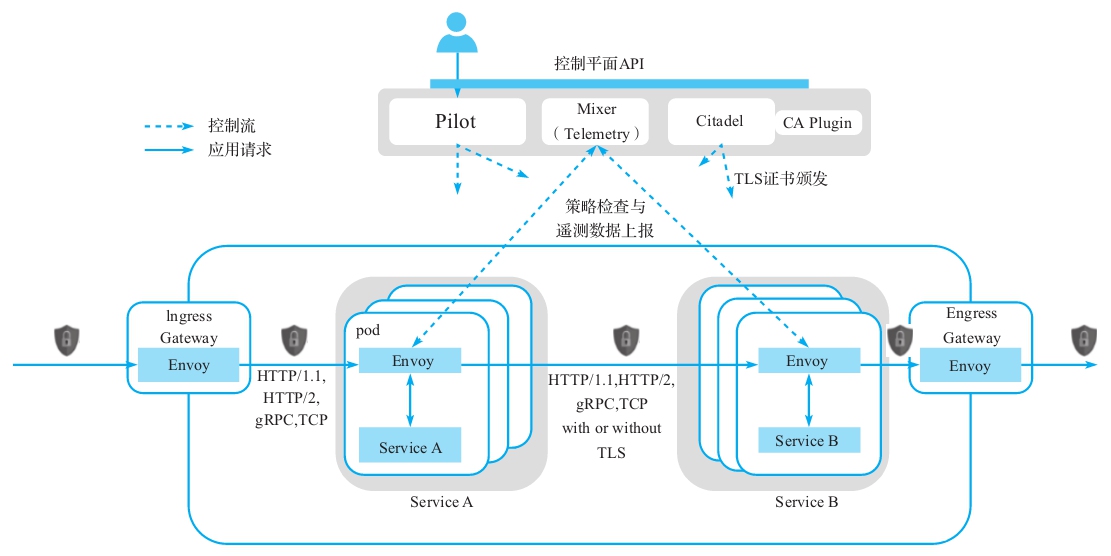 控制平面API
控制流
应用请求
Pilot
Mixer
（ Telemetry ）
Citadel
CA Plugin
TLS证书颁发
策略检查与
遥测数据上报
Ingress
Gateway
Envoy
HTTP/1.1,
HTTP/2,
gRPC,TCP
pod
Envoy
Service A
Service A
HTTP/1.1,HTTP/2,
gRPC,TCP
with or without
TLS
Envoy
Service B
Service B
Engress
Gateway
Envoy